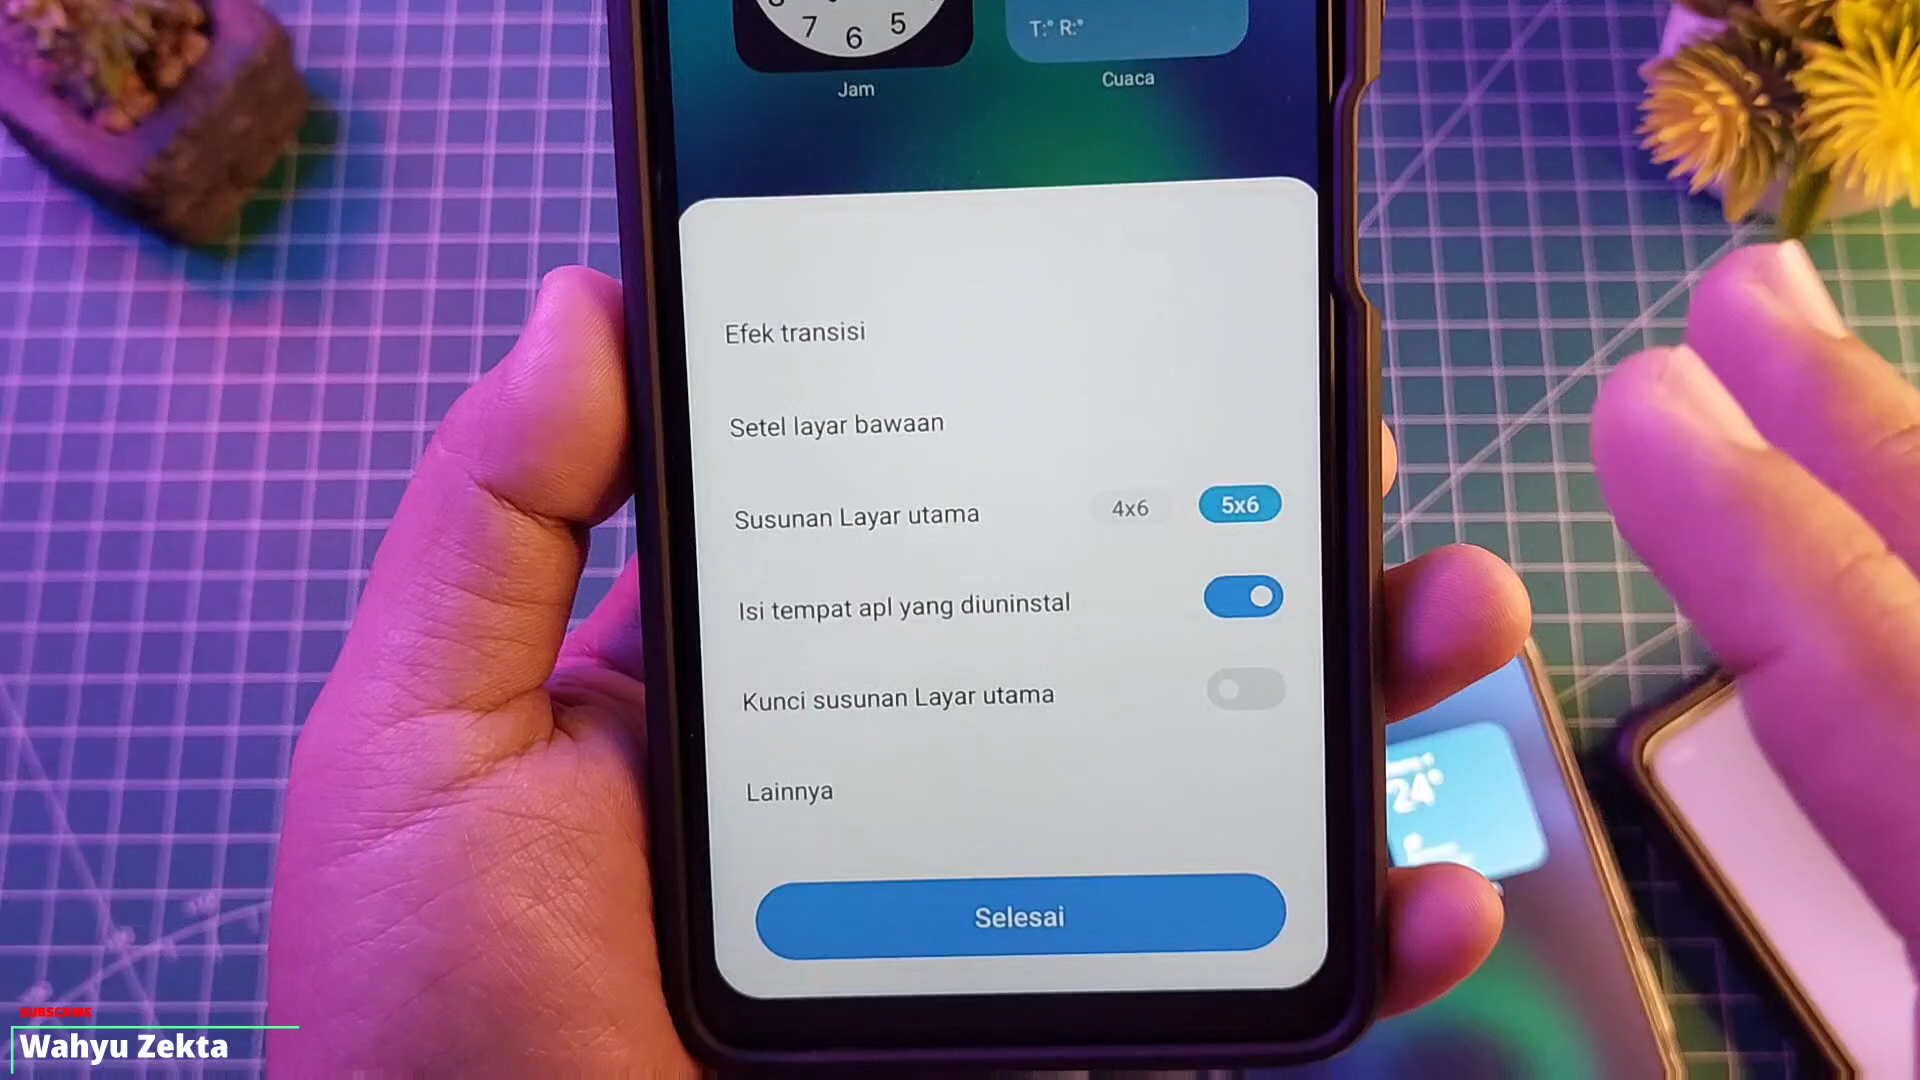 7 6 5
T:° R:°
Jam
Cuaca
Efek transisi
Setel layar bawaan
Susunan Layar utama 4x6 5x6
Isi tempat apl yang diuninstal
Kunci susunan Layar utama
Lainnya
Selesai
24°
SUBSCRIBE
Wahyu Zekta